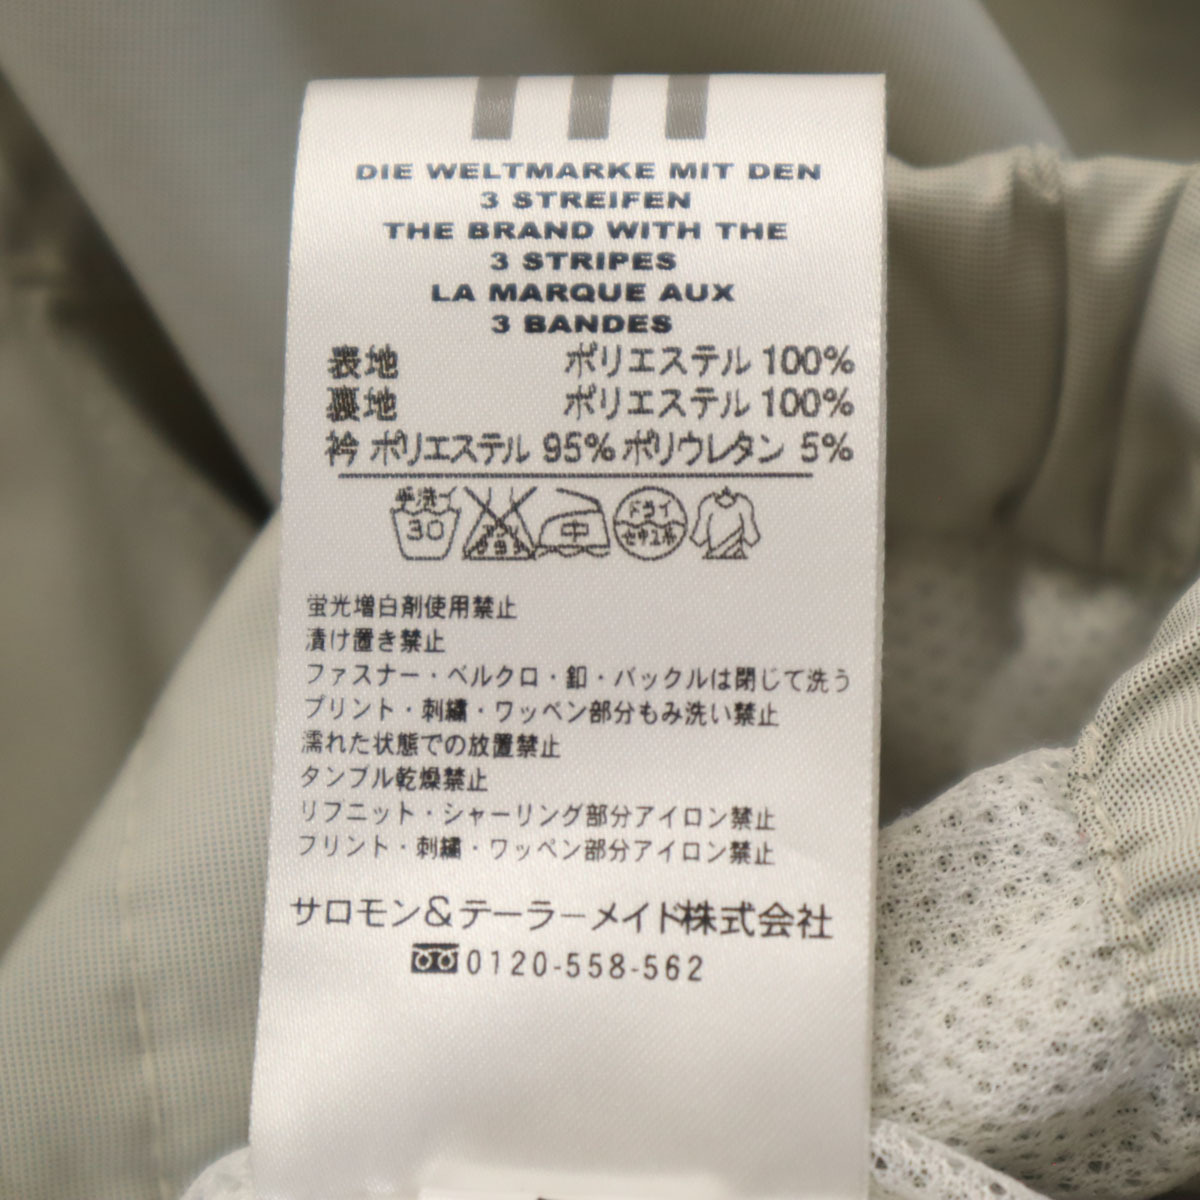 DIE WELTMARKE MIT DEN
3 STREIFEN
THE BRAND WITH THE
3 STRIPES
LA MARQUE AUX
3 BANDES
表地 ポリエステル 100%
裏地 ポリエステル 100%
衿 ポリエステル 95% ポリウレタン 5%
手洗イ 30 エンソサラシ 中 ドライ セキユ系
蛍光増白剤使用禁止
漬け置き禁止
ファスナー・ベルクロ・釦・バックルは閉じて洗う
プリント・刺繍・ワッペン部分もみ洗い禁止
濡れた状態での放置禁止
タンブル乾燥禁止
リフニット・シャーリング部分アイロン禁止
プリント・刺繍・ワッペン部分アイロン禁止
サロモン&テーラーメイド株式会社
0120-558-562